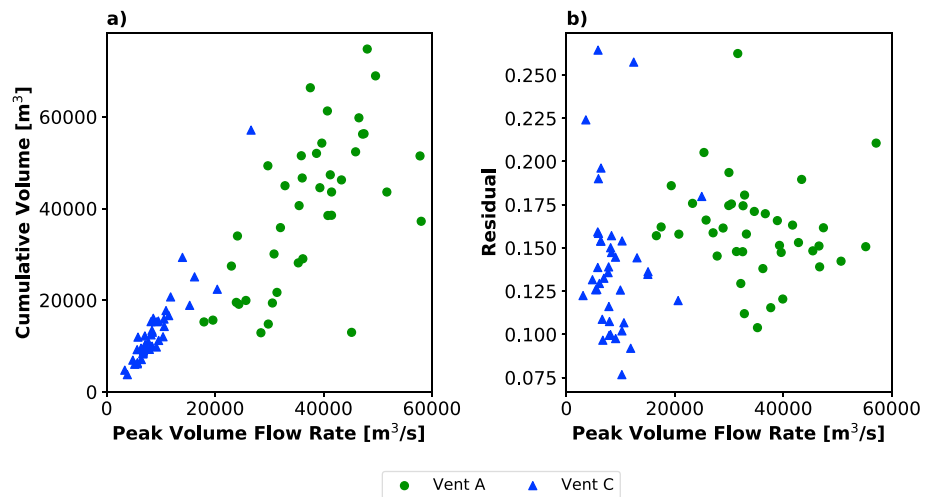 a)
Cumulative Volume [m³]
60000
40000
20000
0
0 20000 40000 60000
Peak Volume Flow Rate [m³/s]
b)
Residual
0.250
0.225
0.200
0.175
0.150
0.125
0.100
0.075
0 20000 40000 60000
Peak Volume Flow Rate [m³/s]
Vent A Vent C